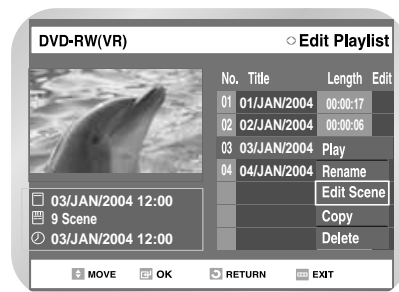 DVD-RW(VR) Edit Playlist
No. Title Length Edit
01 01/JAN/2004 00:00:17
02 02/JAN/2004 00:00:06
03 03/JAN/2004 Play
04 04/JAN/2004 Rename
Edit Scene
Copy
Delete
03/JAN/2004 12:00
9 Scene
03/JAN/2004 12:00
MOVE OK RETURN EXIT